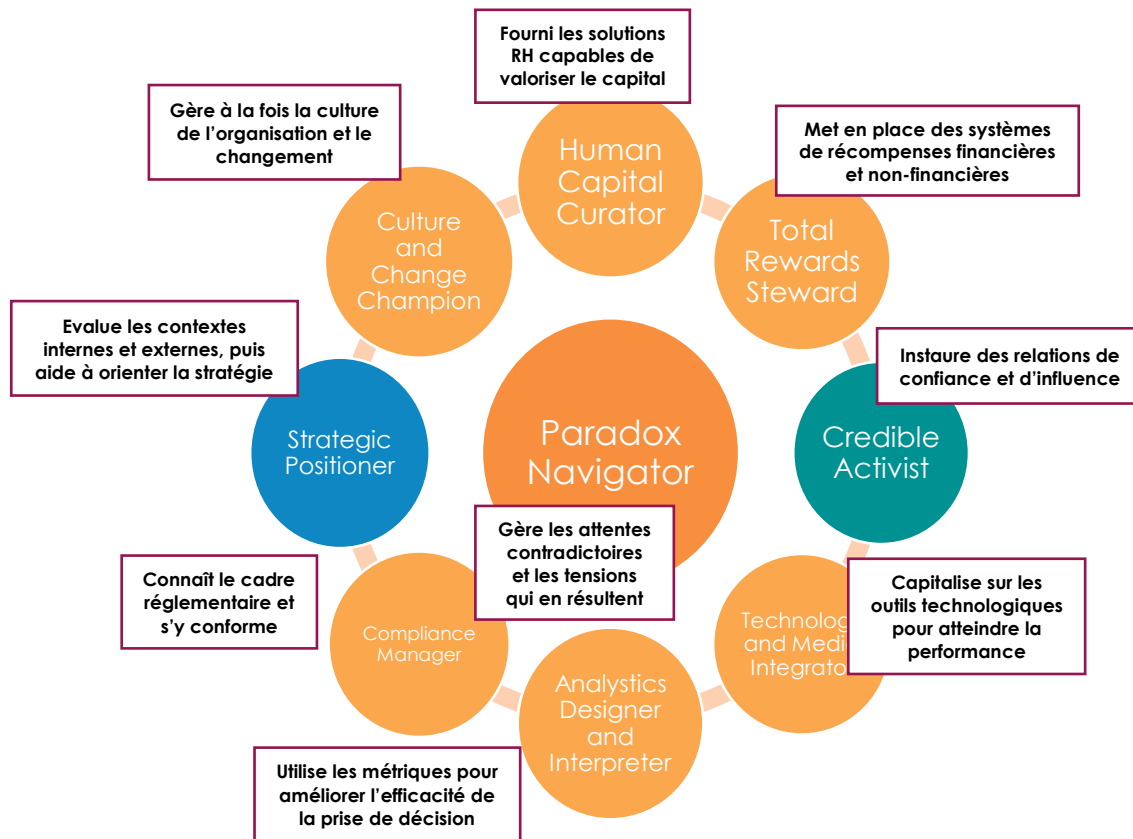 Fourni les solutions
RH capables de
valoriser le capital
Gère à la fois la culture
de l'organisation et le
changement
Met en place des systèmes
de récompenses financières
et non-financières
Human
Capital
Curator
Culture
and
Change
Champion
Total
Rewards
Steward
Evalue les contextes
internes et externes, puis
aide à orienter la stratégie
Instaure des relations de
confiance et d'influence
Strategic
Positioner
Paradox
Navigator
Credible
Activist
Gère les attentes
contradictoires
et les tensions
qui en résultent
Connaît le cadre
réglementaire et
s'y conforme
Capitalise sur les
outils technologiques
pour atteindre la
performance
Compliance
Manager
Technolog
and Medi
Integrato
Analystics
Designer
and
Interpreter
Utilise les métriques pour
améliorer l'efficacité de
la prise de décision